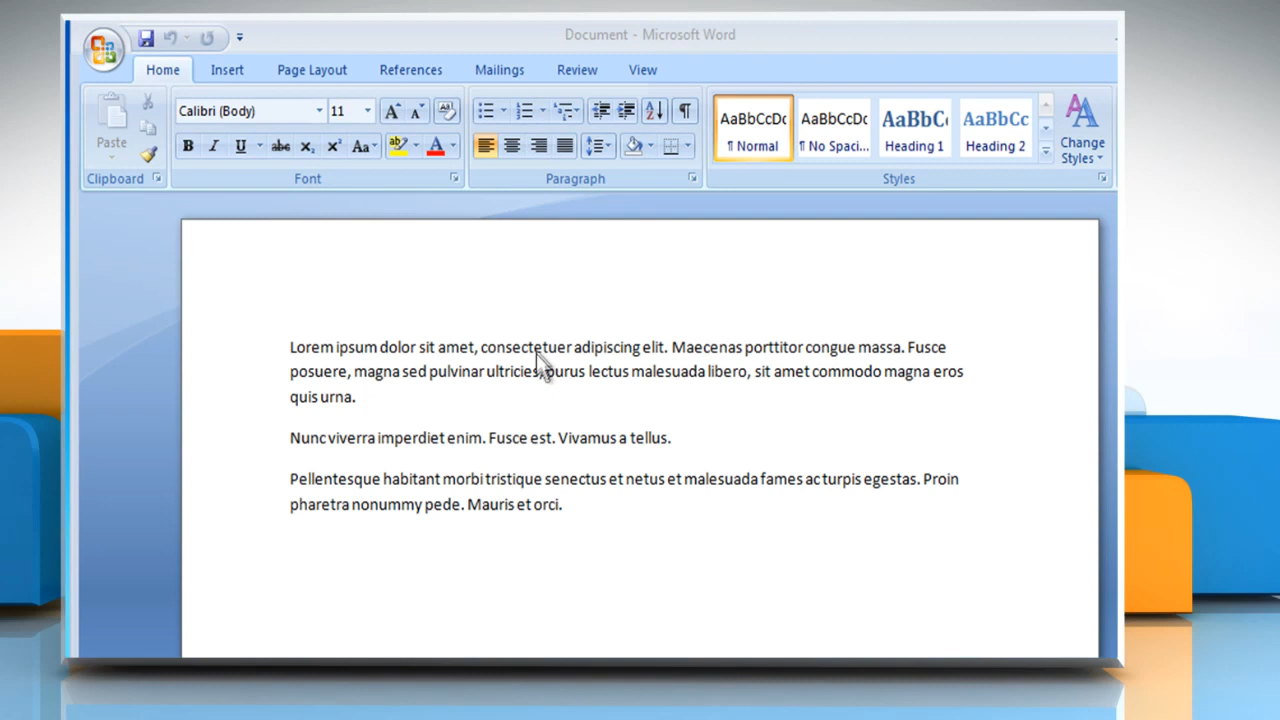 Document - Microsoft Word
Home Insert Page Layout References Mailings Review View
Paste
Clipboard
Calibri (Body) 11
B I U abc x₂ x² Aa
Font
Paragraph
AaBbCcDc AaBbCcDc AaBbC AaBbCc
¶ Normal ¶ No Spaci... Heading 1 Heading 2
Change
Styles
Styles
Lorem ipsum dolor sit amet, consectetuer adipiscing elit. Maecenas porttitor congue massa. Fusce
posuere, magna sed pulvinar ultricies, purus lectus malesuada libero, sit amet commodo magna eros
quis urna.
Nunc viverra imperdiet enim. Fusce est. Vivamus a tellus.
Pellentesque habitant morbi tristique senectus et netus et malesuada fames ac turpis egestas. Proin
pharetra nonummy pede. Mauris et orci.